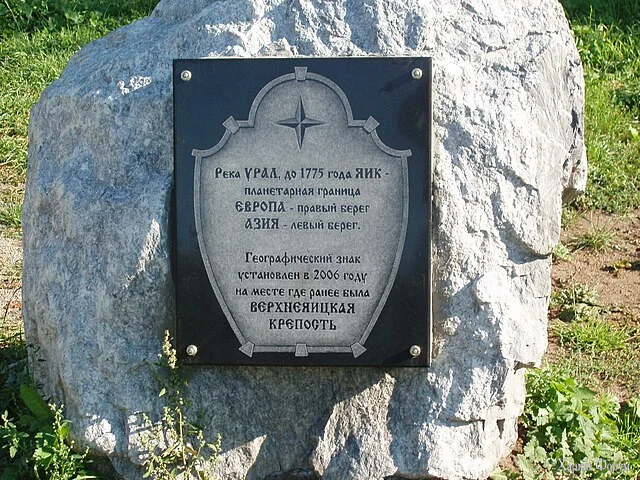 Река УРАЛ, до 1775 года ЯИК -
планетарная граница
ЕВРОПА - правый берег
АЗИЯ - левый берег.
Географический знак
установлен в 2006 году
на месте где ранее была
ВЕРХНЕЯИЦКАЯ
КРЕПОСТЬ